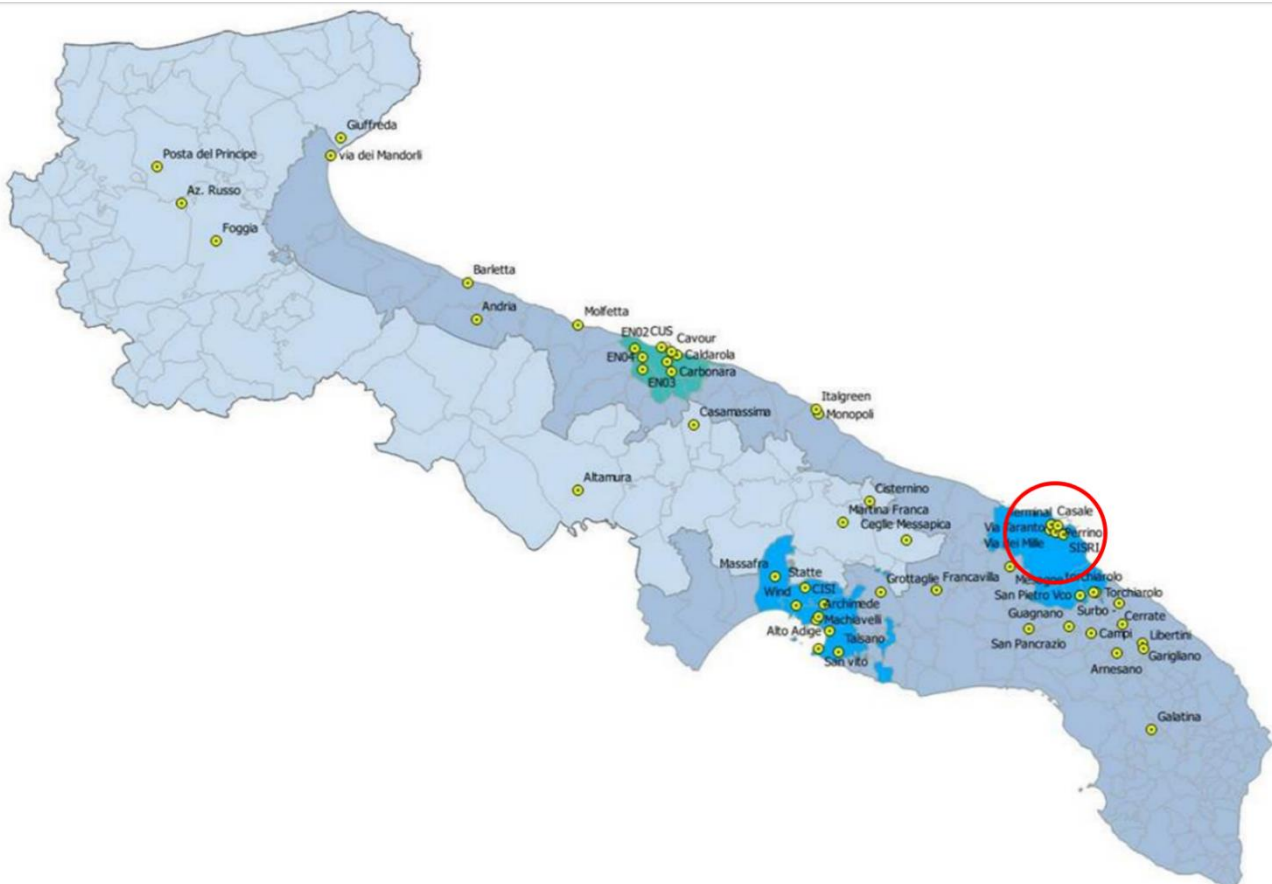 Giuffreda
Posta del Principe
via dei Mandorli
Az. Russo
Foggia
Barletta
Andria
Molfetta
EN02 CUS
Cavour
EN04
Caldarola
Carbonara
EN03
Italgreen
Monopoli
Casamassima
Altamura
Cisternino
Martina Franca
Ceglie Messapica
Terminal Casale
Via Taranto
Perrino
Via dei Mille
SISRI
Massafra
Statte
Grottaglie
Francavilla
Torchiarolo
Wind
CISI
San Pietro Vco
Torchiarolo
Archimede
Surbo
Guagnano
Cerrate
Machiavelli
Alto Adige
Campi
Libertini
Talsano
San Pancrazio
Garigliano
San vito
Arnesano
Galatina